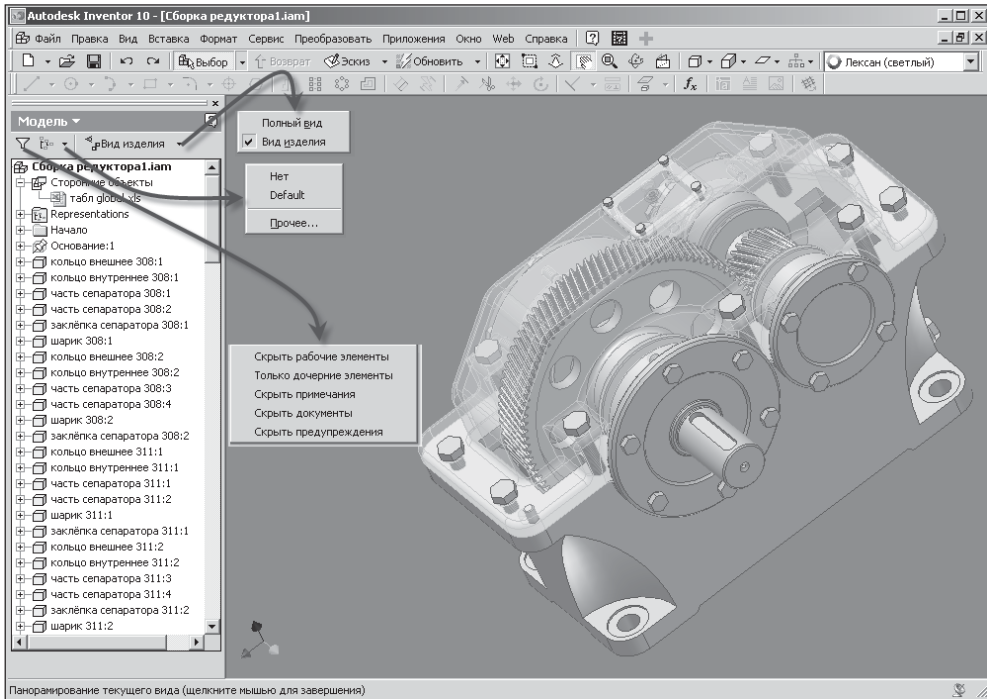 Autodesk Inventor 10 - [Сборка редуктора1.iam]
Файл Правка Вид Вставка Формат Сервис Преобразовать Приложения Окно Web Справка
Выбор Возврат Эскиз Обновить Лексан (светлый)
fx
Модель
Вид изделия
Полный вид
Вид изделия
Нет
Default
Прочее...
Сборка редуктора1.iam
Сторонние объекты
табл global.xls
Representations
Начало
Основание:1
кольцо внешнее 308:1
кольцо внутреннее 308:1
часть сепаратора 308:1
часть сепаратора 308:2
заклёпка сепаратора 308:1
шарик 308:1
кольцо внешнее 308:2
кольцо внутреннее 308:2
часть сепаратора 308:3
часть сепаратора 308:4
шарик 308:2
заклёпка сепаратора 308:2
кольцо внешнее 311:1
кольцо внутреннее 311:1
часть сепаратора 311:1
часть сепаратора 311:2
шарик 311:1
заклёпка сепаратора 311:1
кольцо внешнее 311:2
кольцо внутреннее 311:2
часть сепаратора 311:3
часть сепаратора 311:4
заклёпка сепаратора 311:2
шарик 311:2
Скрыть рабочие элементы
Только дочерние элементы
Скрыть примечания
Скрыть документы
Скрыть предупреждения
Панорамирование текущего вида (щелкните мышью для завершения)